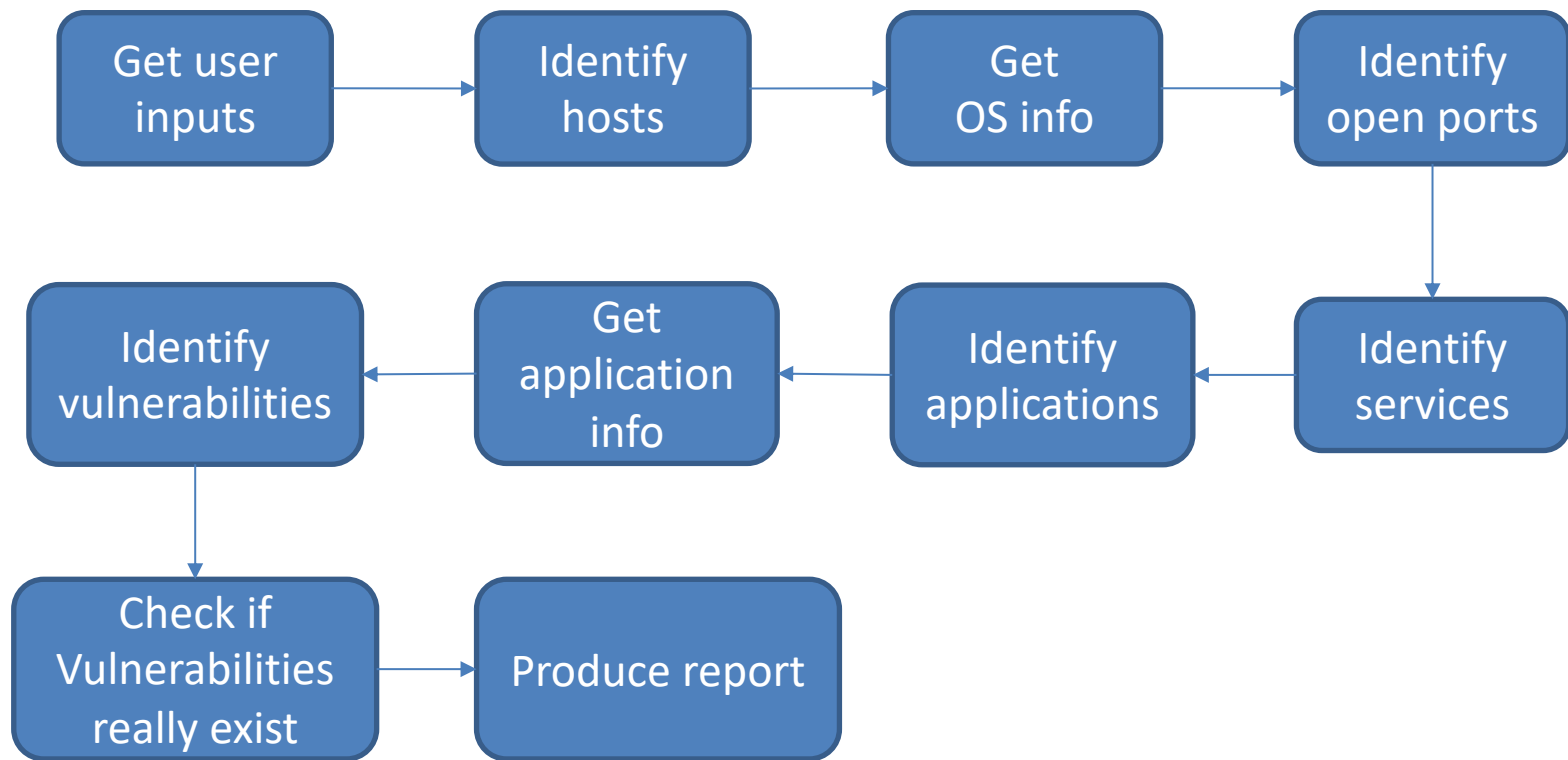 Get user
inputs
Identify
hosts
Get
OS info
Identify
open ports
Identify
services
Identify
applications
Get
application
info
Identify
vulnerabilities
Check if
Vulnerabilities
really exist
Produce report